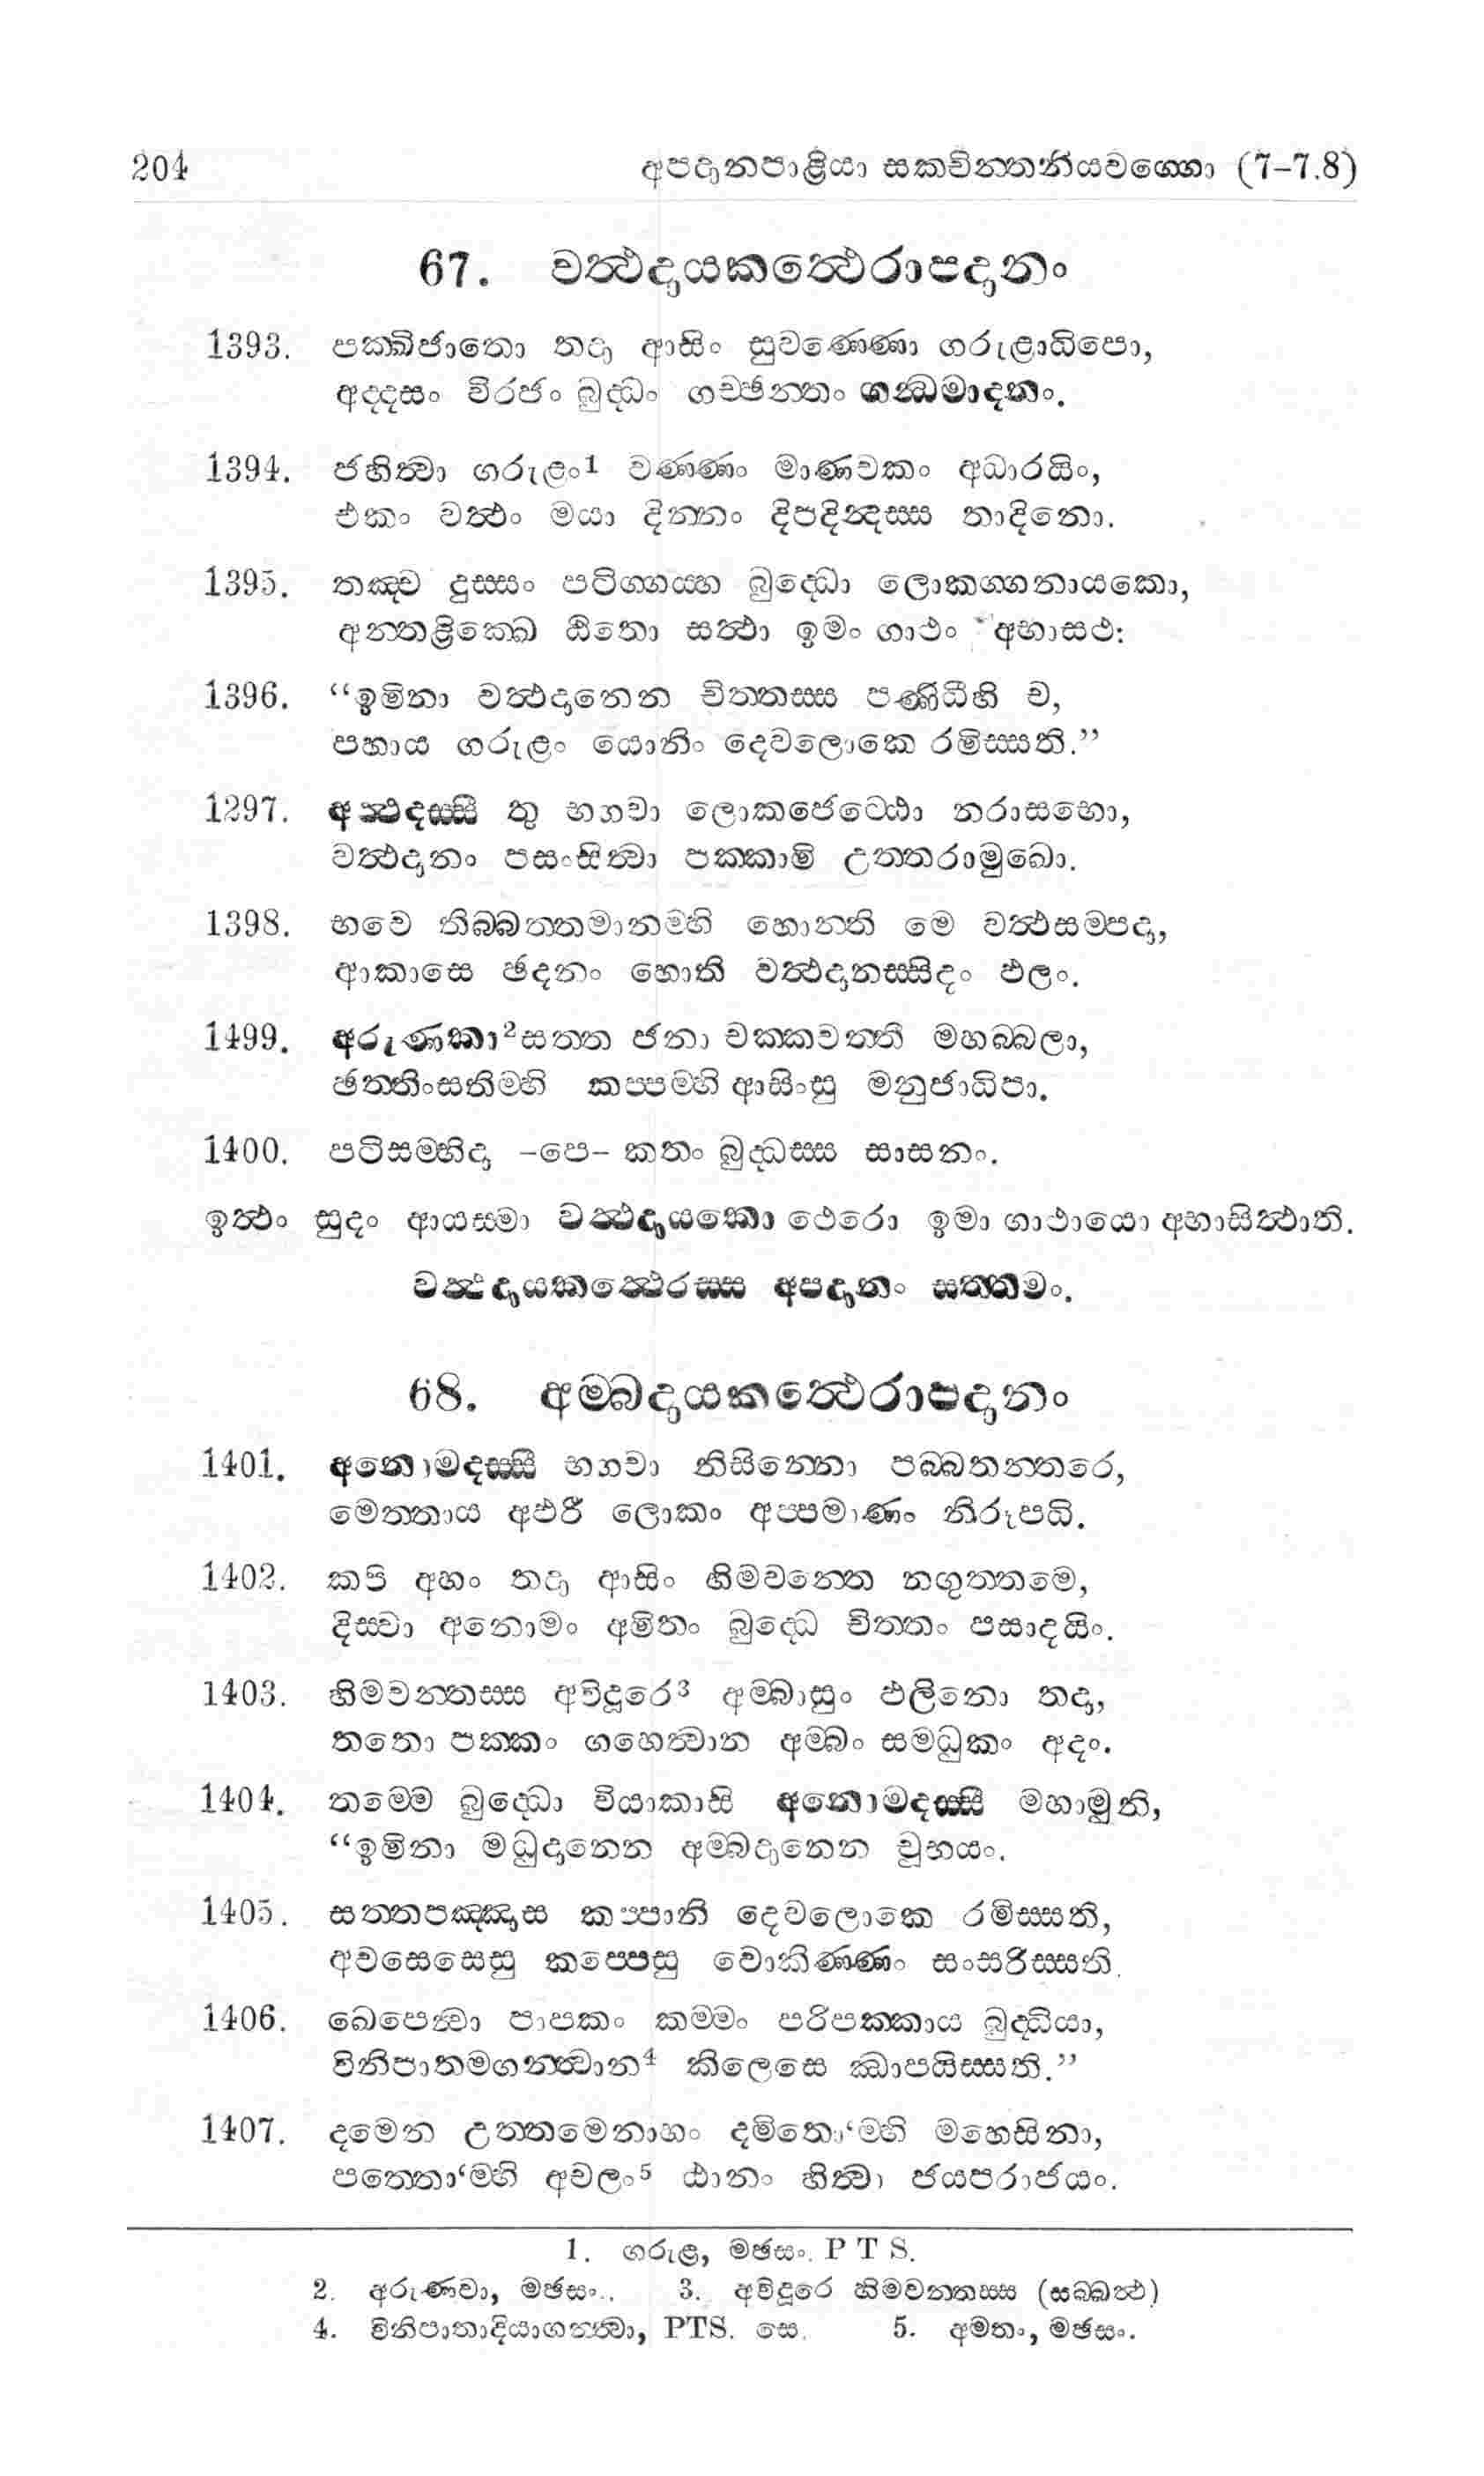 204 අපදානපාළියා සකචින්තනියවග්ගො (7-7.8)
67. වත්ථදායකත්ථෙරාපදානං
1393. පක්ඛිජාතො තදා ආසිං සුවණ්ණො ගරුළාධිපො,
අද්දසං විරජං බුද්ධං ගච්ඡන්තං ගන්ධමාදනං.
1394. ජහිත්වා ගරුළං1 වණ්ණං මාණවකං අධාරයිං,
එකං වත්ථං මයා දින්නං දිපදින්දස්ස තාදිනො.
1395. තඤ්ච දුස්සං පටිග්ගය්හ බුද්ධො ලොකග්ගනායකො,
අන්තළික්ඛෙ ඨිතො සත්ථා ඉමං ගාථං අභාසථ:
1396. “ඉමිනා වත්ථදානෙන චිත්තස්ස පණිධීහි ච,
පහාය ගරුළං යොනිං දෙවලොකෙ රමිස්සති.”
1297. අත්ථදස්සී තු භගවා ලොකජෙට්ඨො නරාසභො,
වත්ථදානං පසංසිත්වා පක්කාමි උත්තරාමුඛො.
1398. භවෙ නිබ්බත්තමානම්හි හොන්ති මෙ වත්ථසම්පදා,
ආකාසෙ ඡදනං හොති වත්ථදානස්සිදං ඵලං.
1499. අරුණකා2 සත්ත ජනා චක්කවත්තී මහබ්බලා,
ඡත්තිංසතිම්හි කප්පම්හි ආසිංසු මනුජාධිපා.
1400. පටිසම්භිදා -පෙ- කතං බුද්ධස්ස සාසනං.
ඉත්ථං සුදං ආයස්මා වත්ථදායකො ථෙරො ඉමා ගාථායො අභාසිත්ථාති.
වත්ථදායකත්ථෙරස්ස අපදානං සත්තමං.
68. අම්බදායකත්ථෙරාපදානං
1401. අනොමදස්සී භගවා නිසින්නො පබ්බතන්තරෙ,
මෙත්තාය අඵරී ලොකං අප්පමාණං නිරූපධි.
1402. කපි අහං තදා ආසිං හිමවන්තෙ නගුත්තමෙ,
දිස්වා අනොමං අමිතං බුද්ධෙ චිත්තං පසාදයිං.
1403. හිමවන්තස්ස අවිදූරෙ3 අම්බාසුං ඵලිනො තදා,
තතො පක්කං ගහෙත්වාන අම්බං සමධුකං අදං.
1404. තම්මෙ බුද්ධො වියාකාසි අනොමදස්සී මහාමුනි,
“ඉමිනා මධුදානෙන අම්බදානෙන චූභයං.
1405. සත්තපඤ්ඤාස කප්පානි දෙවලොකෙ රමිස්සති,
අවසෙසෙසු කප්පෙසු වොකිණ්ණං සංසරිස්සති.
1406. ඛෙපෙත්වා පාපකං කම්මං පරිපක්කාය බුද්ධියා,
විනිපාතමගන්ත්වාන4 කිලෙසෙ ඣාපයිස්සති.”
1407. දමෙන උත්තමෙනාහං දමිතො‘ම්හි මහෙසිනා,
පත්තො‘ම්හි අචලං5 ඨානං හිත්වා ජයපරාජයං.
1. ගරුළ, මඡසං. P T S.
2. අරුණවා, මඡසං.. 3. අවිදූරෙ හිමවන්තස්ස (සබ්බත්ථ)
4. විනිපාතාදියාගන්ත්වා, PTS. සෙ. 5. අමතං, මඡසං.